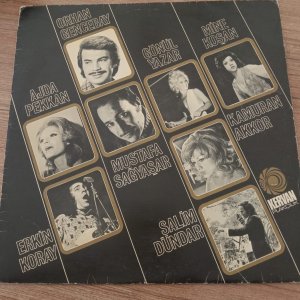 ORHAN
GENCEBAY
GÖNÜL
YAZAR
MİNE
KOŞAN
AJDA
PEKKAN
MUSTAFA
SAĞYAŞAR
KAMURAN
AKKOR
ERKİN
KORAY
SALİM
DÜNDAR
KERVAN